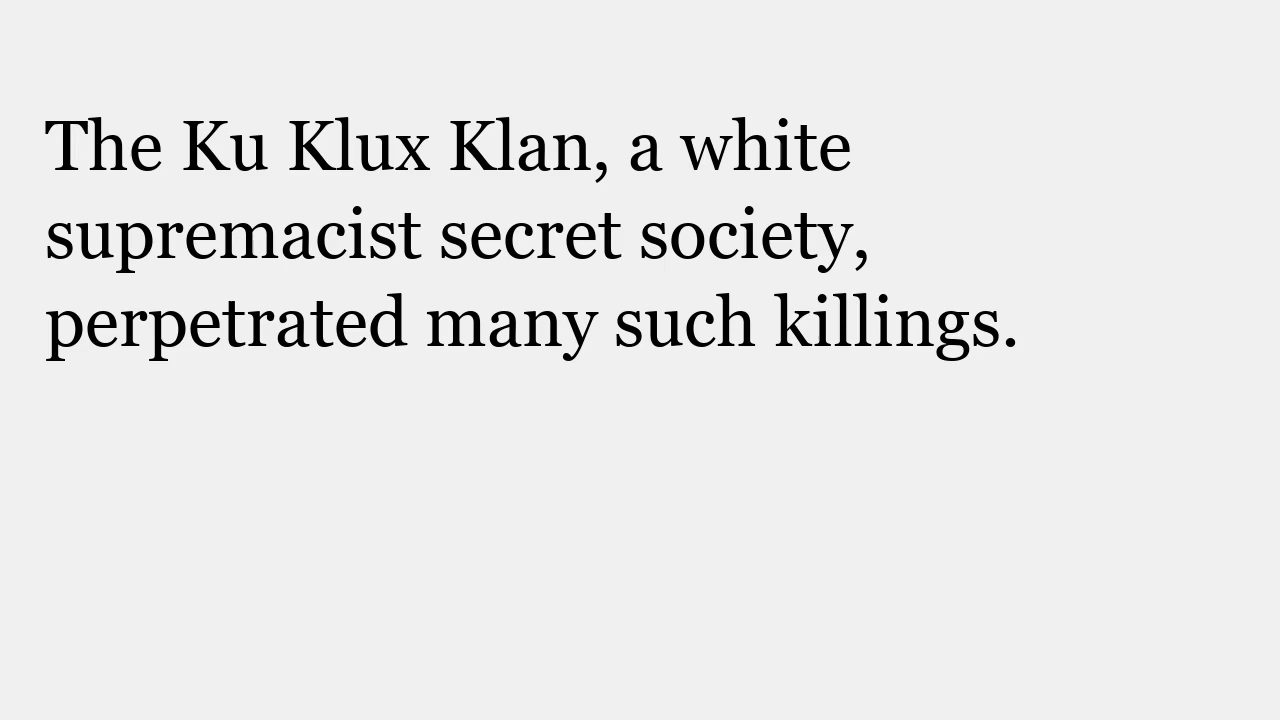 The Ku Klux Klan, a white
supremacist secret society,
perpetrated many such killings.